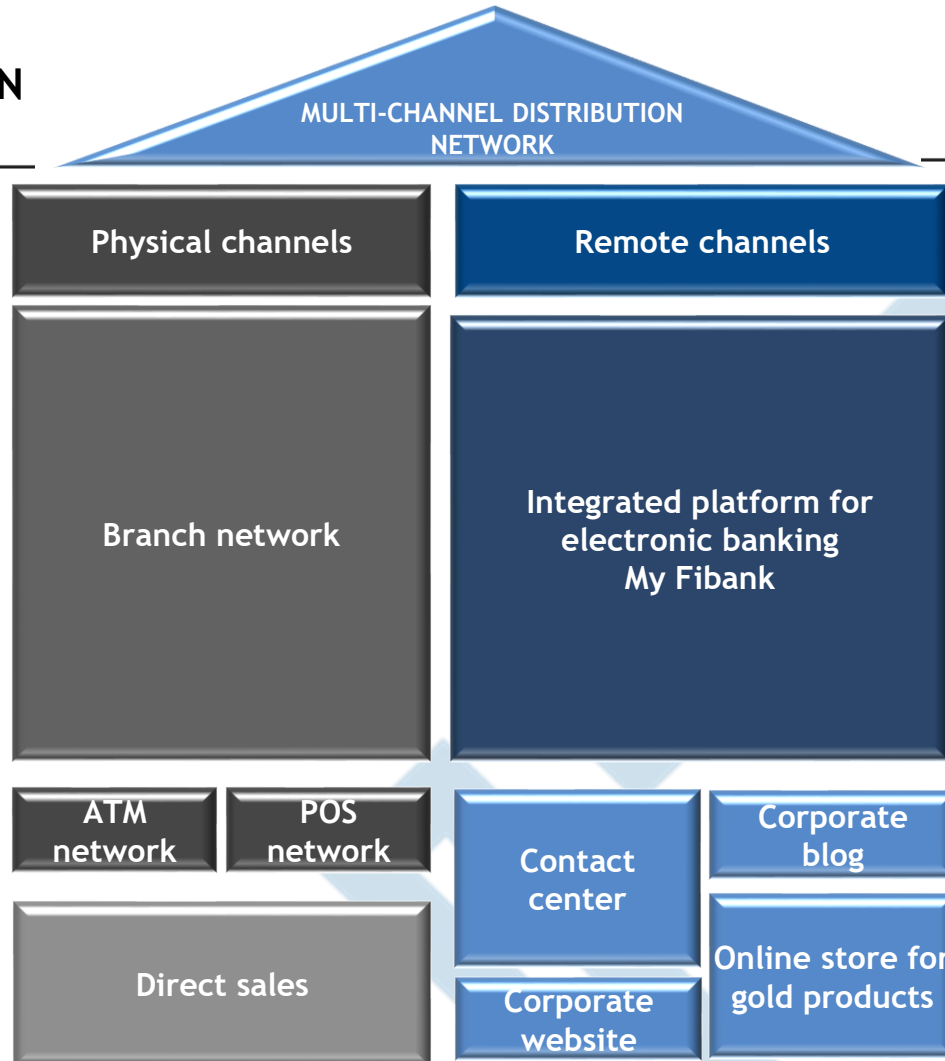 N
MULTI-CHANNEL DISTRIBUTION
NETWORK
Physical channels
Remote channels
Branch network
Integrated platform for
electronic banking
My Fibank
ATM
network
POS
network
Contact
center
Corporate
blog
Direct sales
Corporate
website
Online store for
gold products